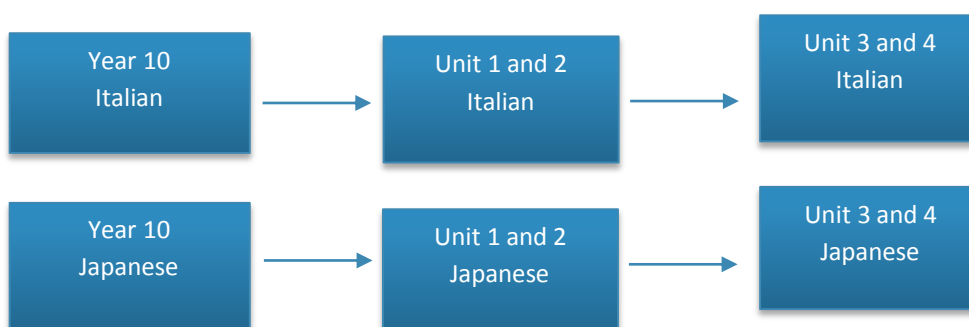 Year 10
Italian
Unit 1 and 2
Italian
Unit 3 and 4
Italian
Year 10
Japanese
Unit 1 and 2
Japanese
Unit 3 and 4
Japanese